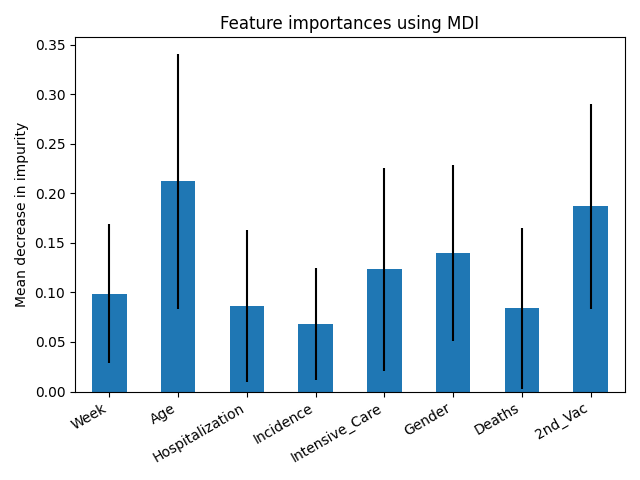 Feature importances using MDI
Mean decrease in impurity
0.35
0.30
0.25
0.20
0.15
0.10
0.05
0.00
Week
Age
Hospitalization
Incidence
Intensive_Care
Gender
Deaths
2nd_Vac